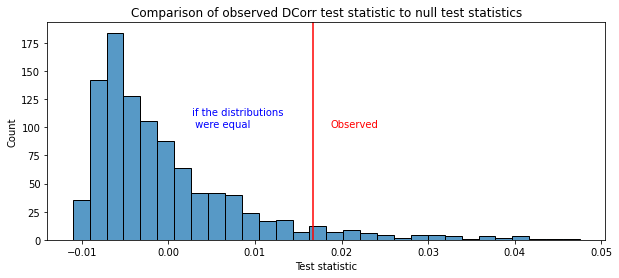 Comparison of observed DCorr test statistic to null test statistics
175
150
125
100
75
50
25
0
Count
if the distributions
were equal
Observed
−0.01
0.00
0.01
0.02
0.03
0.04
0.05
Test statistic